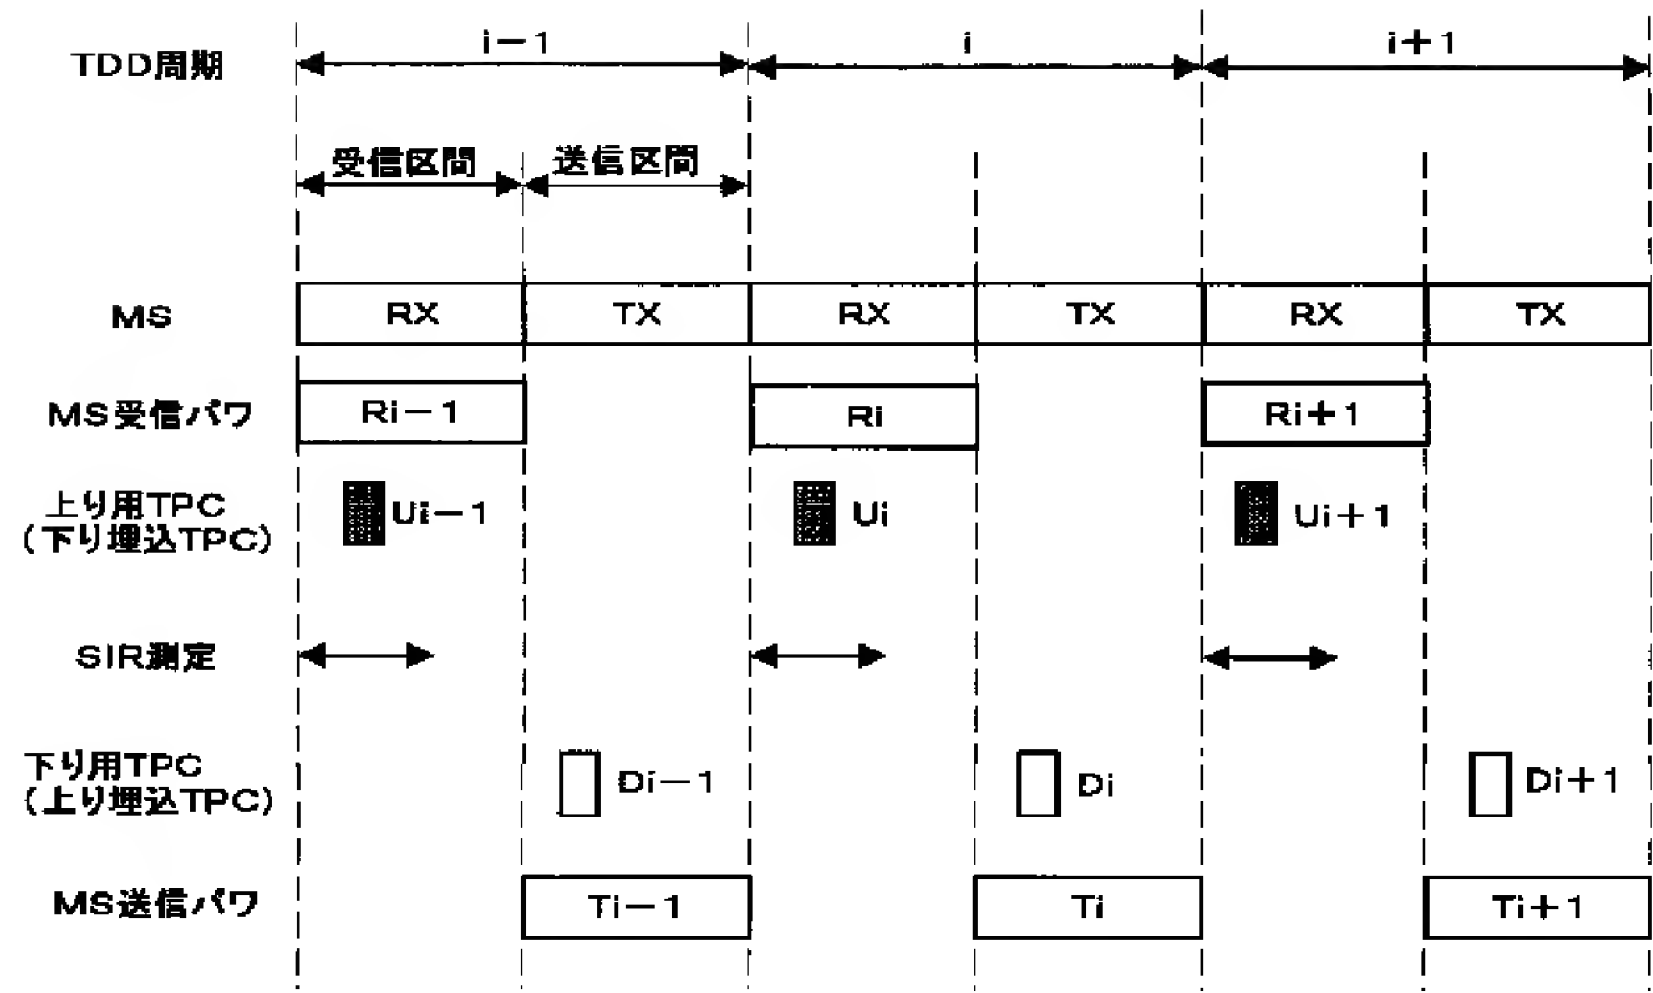 TDD周期 i－1 i i＋1
受信区間 送信区間
MS RX TX RX TX RX TX
MS受信パワ Ri－1 Ri Ri＋1
上り用TPC
(下り埋込TPC) Ui－1 Ui Ui＋1
SIR測定
下り用TPC
(上り埋込TPC) Di－1 Di Di＋1
MS送信パワ Ti－1 Ti Ti＋1